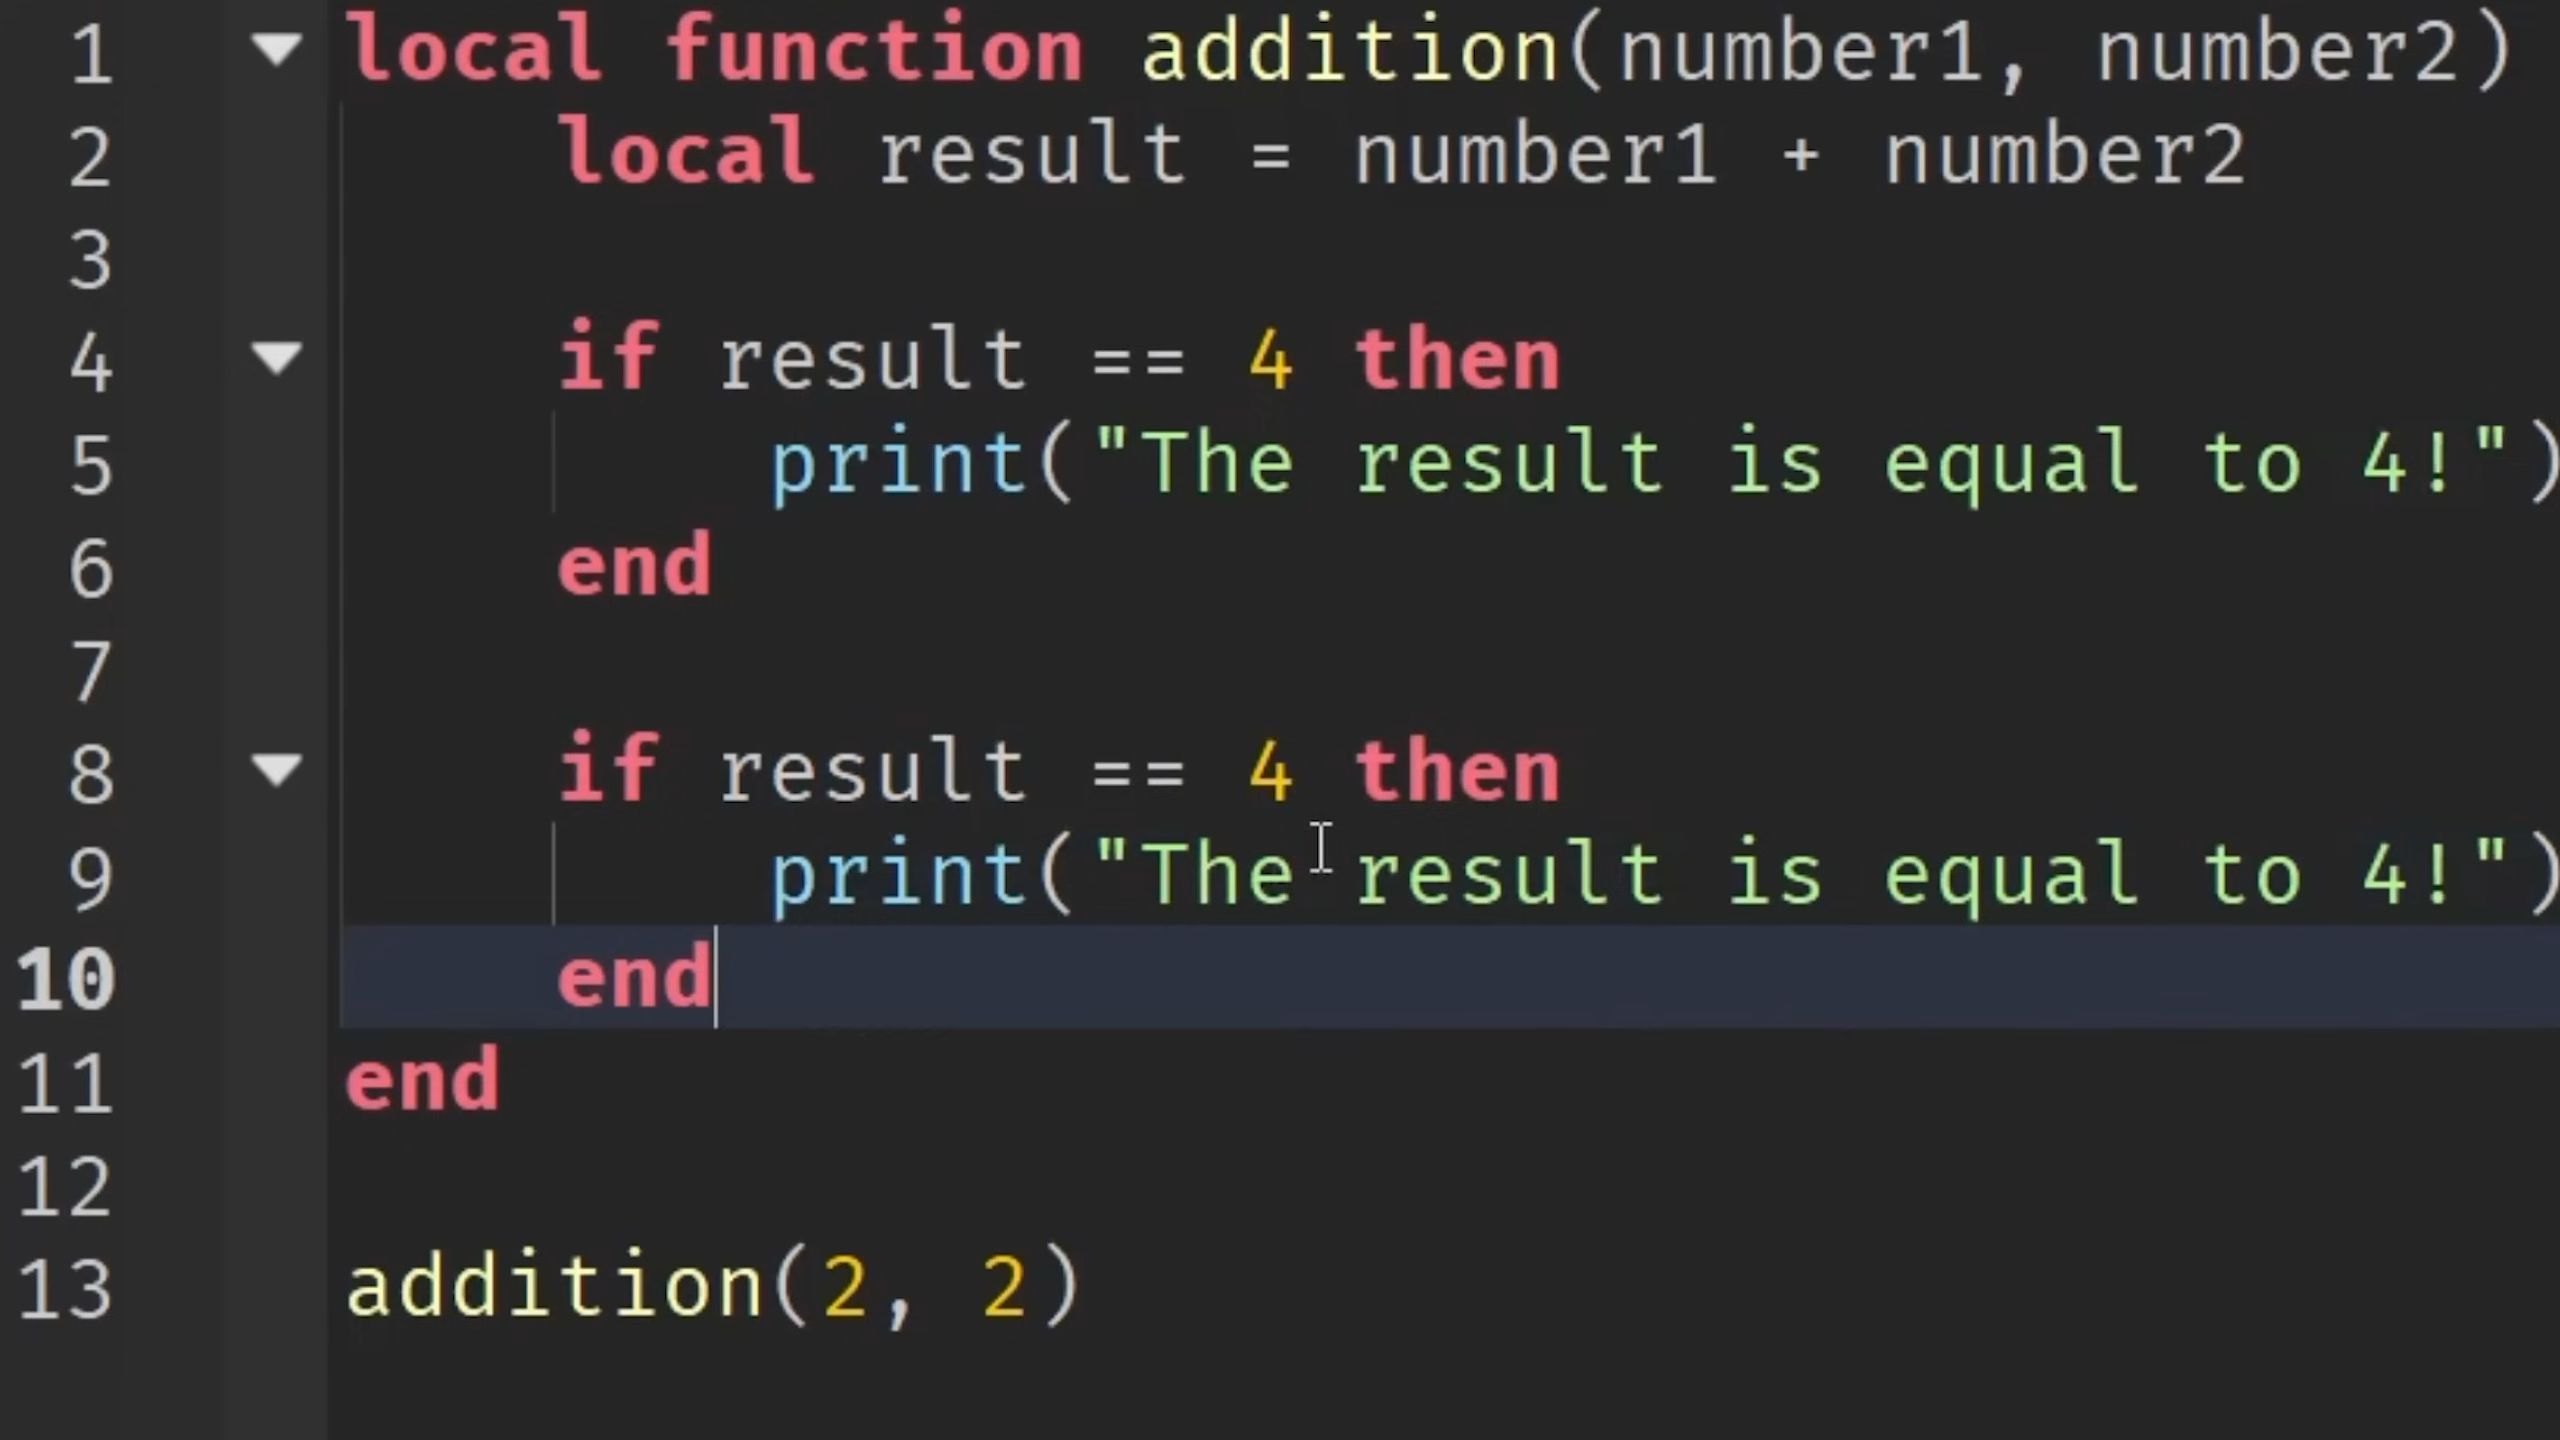 1 local function addition(number1, number2)
2 local result = number1 + number2
3
4 if result == 4 then
5 print("The result is equal to 4!")
6 end
7
8 if result == 4 then
9 print("The result is equal to 4!")
10 end
11 end
12
13 addition(2, 2)